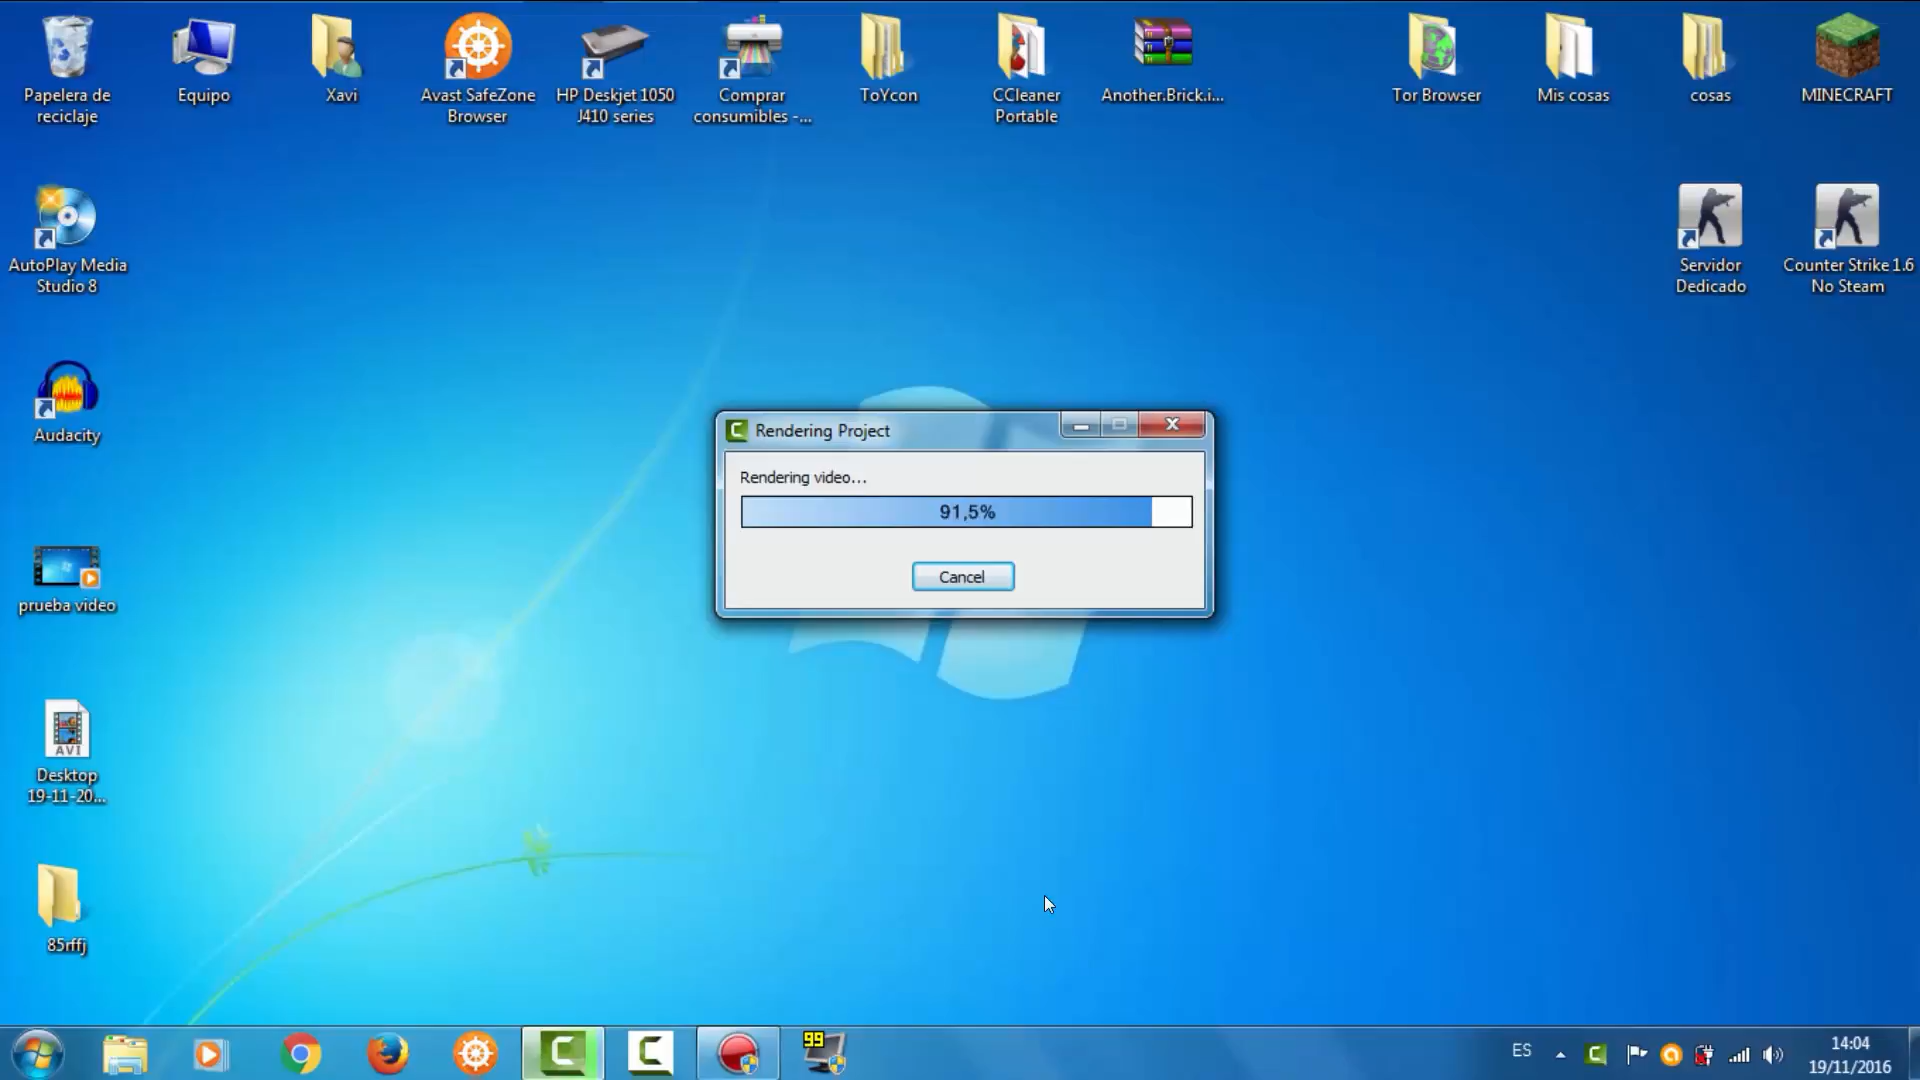 Papelera de
reciclaje
Equipo
Xavi
Avast SafeZone
Browser
HP Deskjet 1050
J410 series
Comprar
consumibles -...
ToYcon
CCleaner
Portable
Another.Brick.i...
Tor Browser
Mis cosas
cosas
MINECRAFT
AutoPlay Media
Studio 8
Servidor
Dedicado
Counter Strike 1.6
No Steam
Audacity
Rendering Project
Rendering video...
91,5%
Cancel
prueba video
AVI
Desktop
19-11-20...
85rffj
99
ES
14:04
19/11/2016